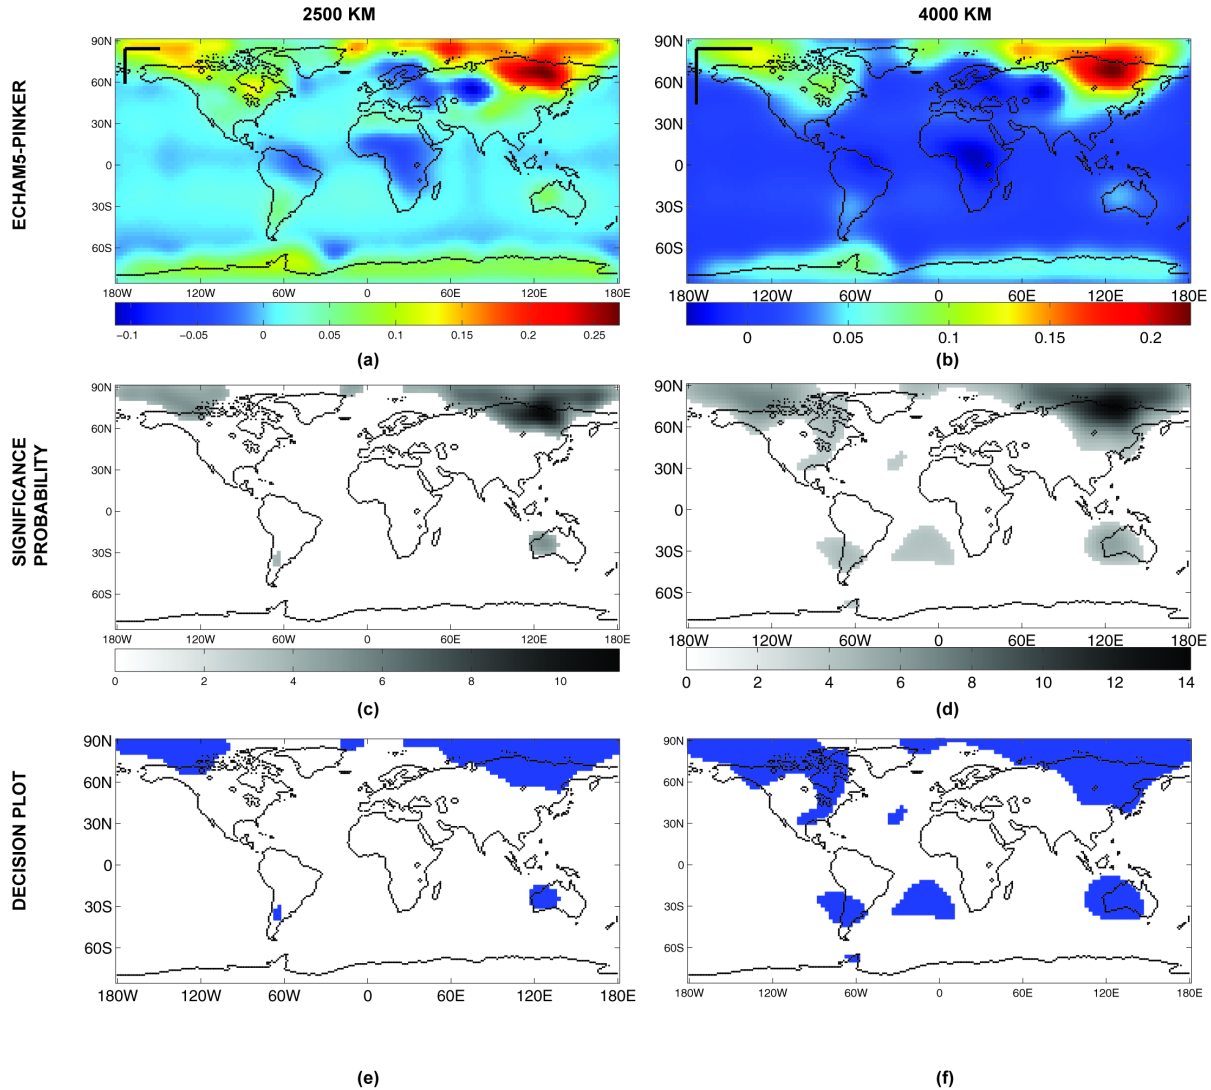 2500 KM 4000 KM
ECHAM5-PINKER
90N 90N
60N 60N
30N 30N
0 0
30S 30S
60S 60S
180W 120W 60W 0 60E 120E 180E 180W 120W 60W 0 60E 120E 180E
−0.1 −0.05 0 0.05 0.1 0.15 0.2 0.25 0 0.05 0.1 0.15 0.2
(a) (b)
SIGNIFICANCE
PROBABILITY
90N 90N
60N 60N
30N 30N
0 0
30S 30S
60S 60S
180W 120W 60W 0 60E 120E 180E 180W 120W 60W 0 60E 120E 180E
0 2 4 6 8 10 0 2 4 6 8 10 12 14
(c) (d)
DECISION PLOT
90N 90N
60N 60N
30N 30N
0 0
30S 30S
60S 60S
180W 120W 60W 0 60E 120E 180E 180W 120W 60W 0 60E 120E 180E
(e) (f)